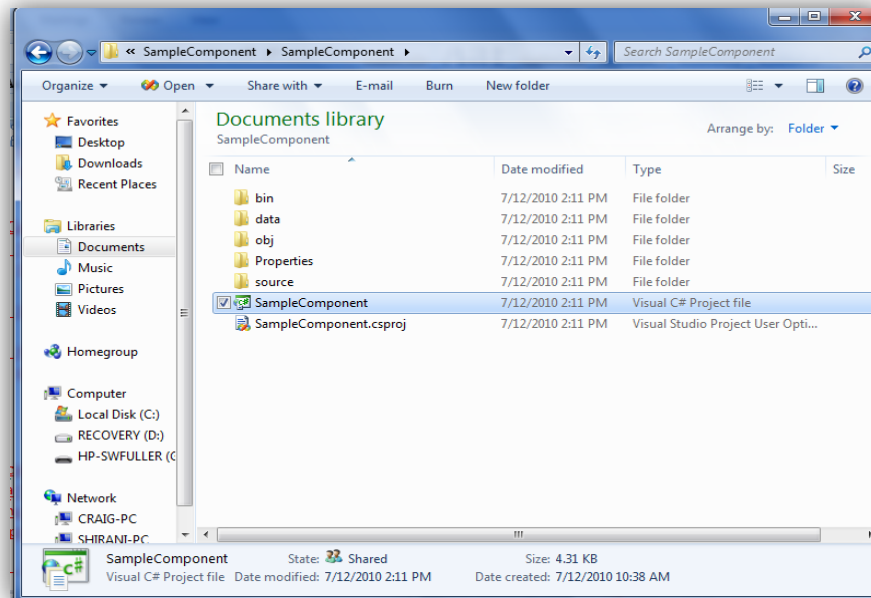 « SampleComponent ▸ SampleComponent ▸ Search SampleComponent
Organize Open Share with E-mail Burn New folder
Favorites
Desktop
Downloads
Recent Places
Libraries
Documents
Music
Pictures
Videos
Homegroup
Computer
Local Disk (C:)
RECOVERY (D:)
HP-SWFULLER (C
Network
CRAIG-PC
SHIRANI-PC
Documents library
SampleComponent
Arrange by: Folder
Name Date modified Type Size
bin 7/12/2010 2:11 PM File folder
data 7/12/2010 2:11 PM File folder
obj 7/12/2010 2:11 PM File folder
Properties 7/12/2010 2:11 PM File folder
source 7/12/2010 2:11 PM File folder
SampleComponent 7/12/2010 2:11 PM Visual C# Project file
SampleComponent.csproj 7/12/2010 2:11 PM Visual Studio Project User Opti...
SampleComponent State: Shared Size: 4.31 KB
Visual C# Project file Date modified: 7/12/2010 2:11 PM Date created: 7/12/2010 10:38 AM